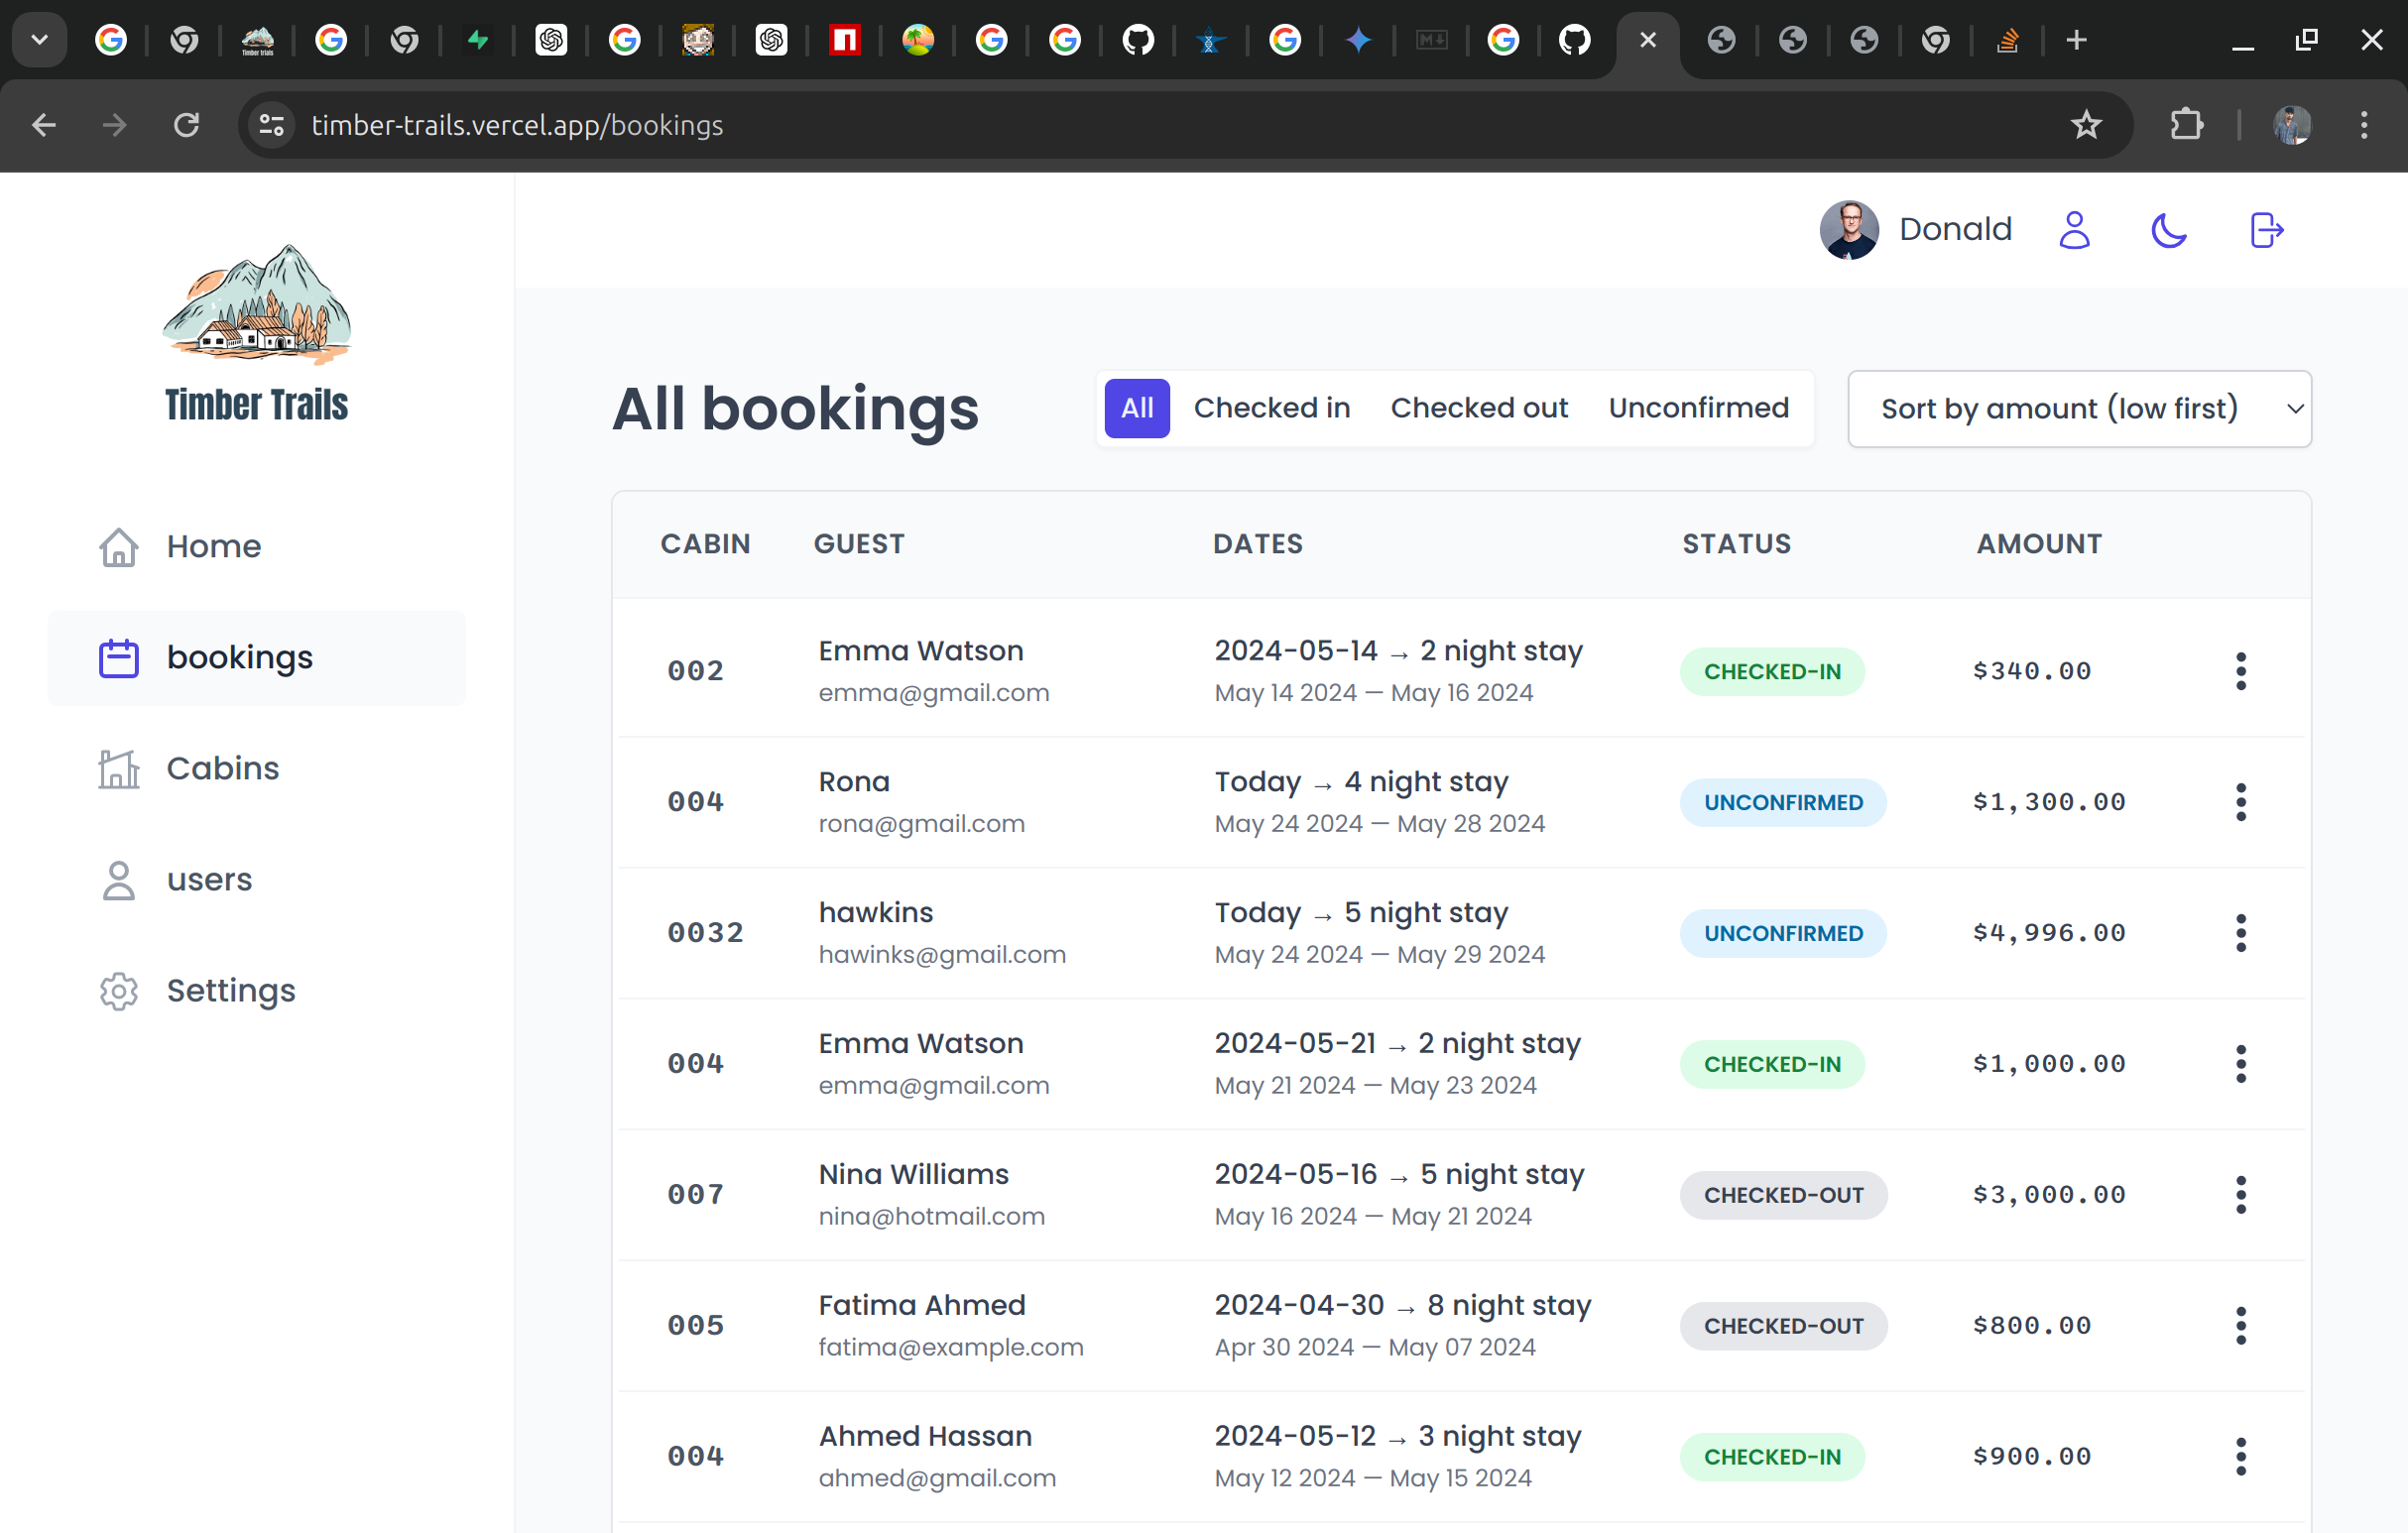 timber-trails.vercel.app/bookings
Donald
Timber Trails
Home
bookings
Cabins
users
Settings
All bookings
All Checked in Checked out Unconfirmed
Sort by amount (low first)
CABIN GUEST DATES STATUS AMOUNT
002 Emma Watson 2024-05-14 → 2 night stay CHECKED-IN $340.00
emma@gmail.com May 14 2024 — May 16 2024
004 Rona Today → 4 night stay UNCONFIRMED $1,300.00
rona@gmail.com May 24 2024 — May 28 2024
0032 hawkins Today → 5 night stay UNCONFIRMED $4,996.00
hawinks@gmail.com May 24 2024 — May 29 2024
004 Emma Watson 2024-05-21 → 2 night stay CHECKED-IN $1,000.00
emma@gmail.com May 21 2024 — May 23 2024
007 Nina Williams 2024-05-16 → 5 night stay CHECKED-OUT $3,000.00
nina@hotmail.com May 16 2024 — May 21 2024
005 Fatima Ahmed 2024-04-30 → 8 night stay CHECKED-OUT $800.00
fatima@example.com Apr 30 2024 — May 07 2024
004 Ahmed Hassan 2024-05-12 → 3 night stay CHECKED-IN $900.00
ahmed@gmail.com May 12 2024 — May 15 2024